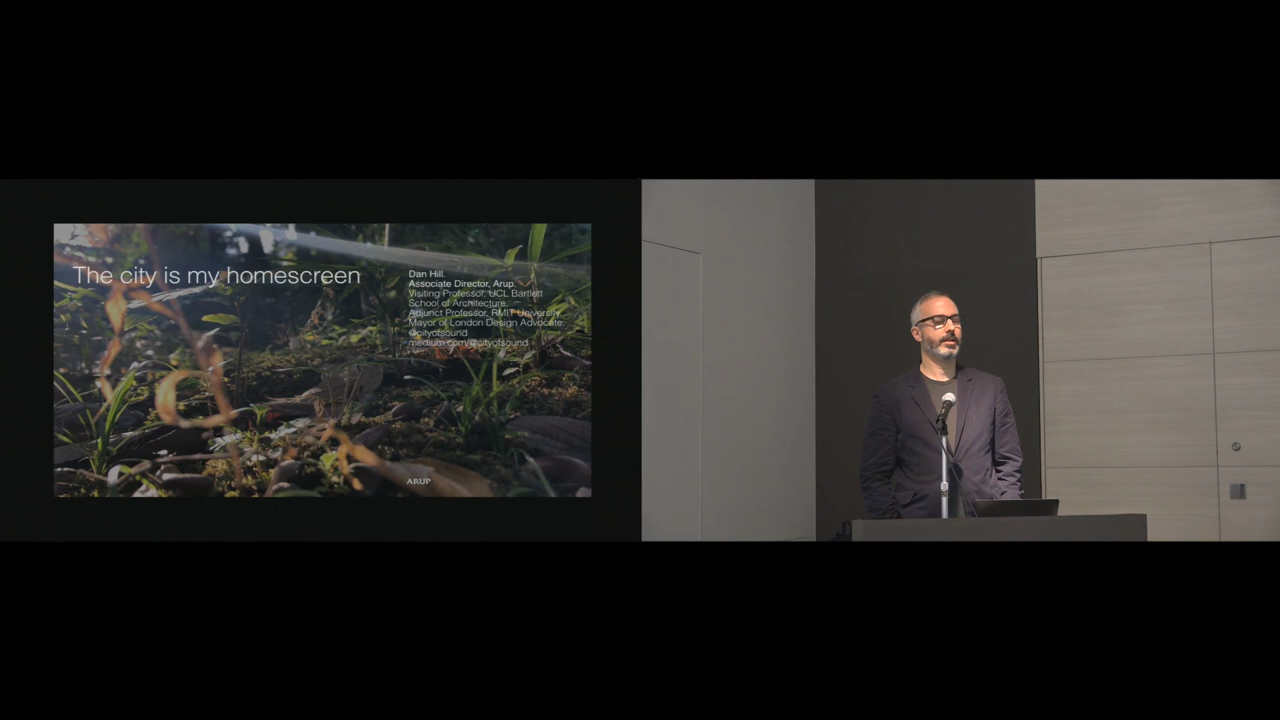 The city is my homescreen
Dan Hill.
Associate Director, Arup.
Visiting Professor, UCL Bartlett
School of Architecture.
Adjunct Professor, RMIT University.
Mayor of London Design Advocate.
@cityofsound
medium.com/@cityofsound
ARUP